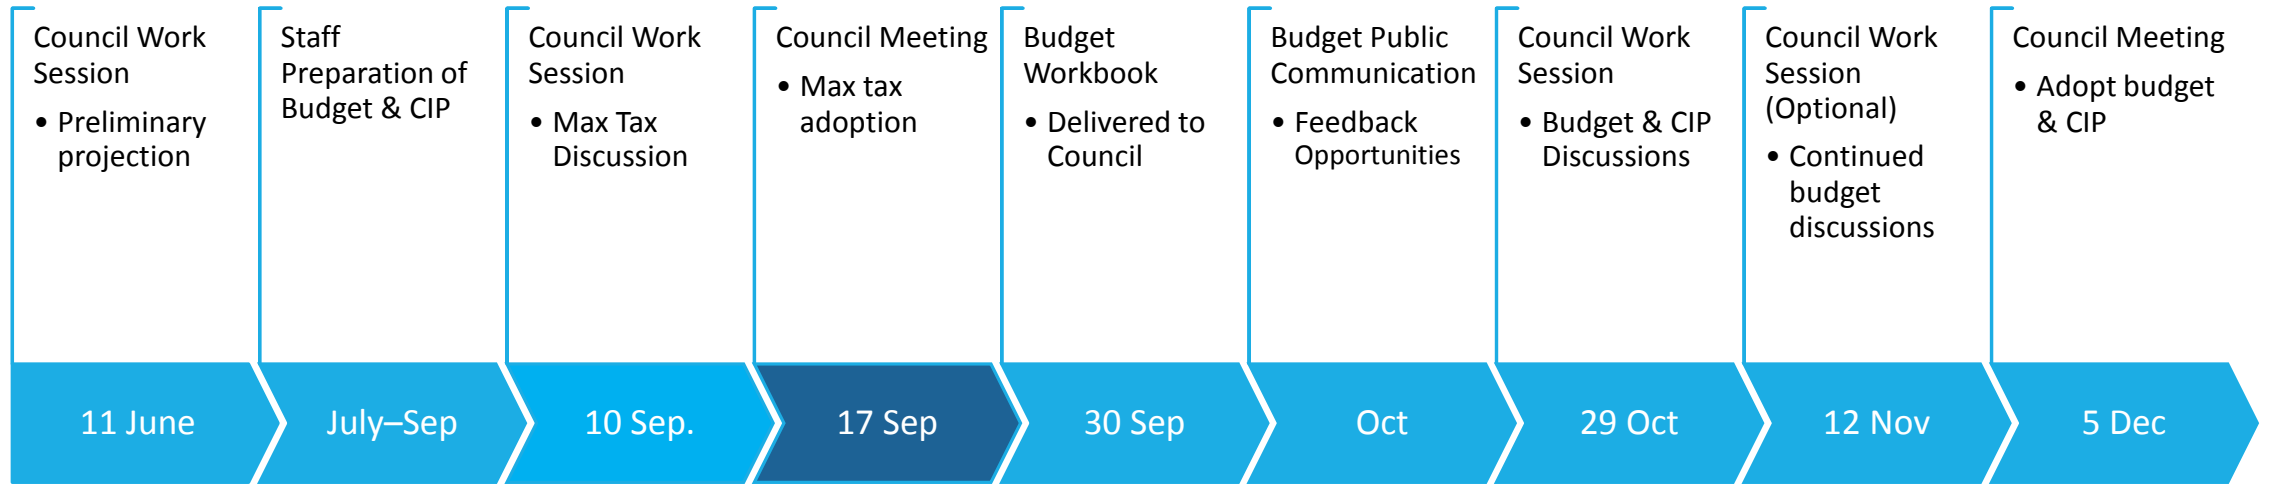 Council Work
Session
• Preliminary
projection
Staff
Preparation of
Budget & CIP
Council Work
Session
• Max Tax
Discussion
Council Meeting
• Max tax
adoption
Budget
Workbook
• Delivered to
Council
Budget Public
Communication
• Feedback
Opportunities
Council Work
Session
• Budget & CIP
Discussions
Council Work
Session
(Optional)
• Continued
budget
discussions
Council Meeting
• Adopt budget
& CIP
11 June
July–Sep
10 Sep.
17 Sep
30 Sep
Oct
29 Oct
12 Nov
5 Dec